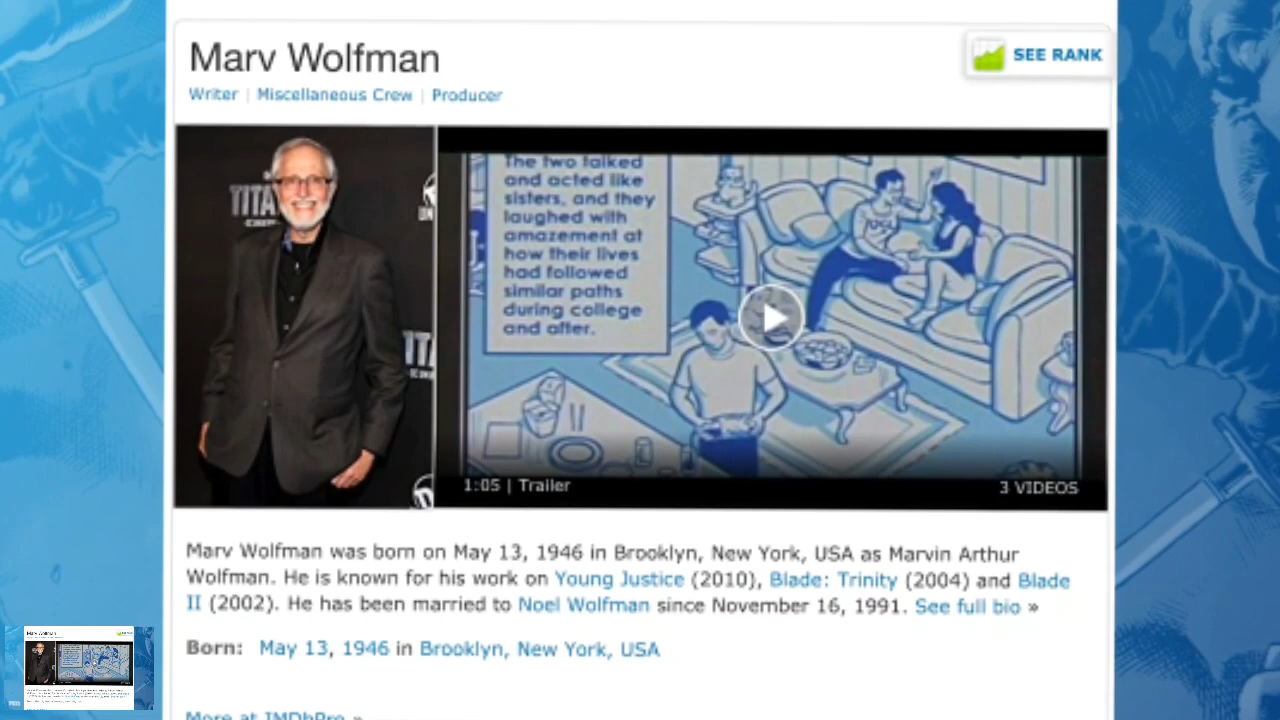 Marv Wolfman
SEE RANK
Writer | Miscellaneous Crew | Producer
The two talked
and acted like
sisters, and they
laughed with
amazement at
how their lives
had followed
similar paths
during college
and after.
1:05 | Trailer
3 VIDEOS
Marv Wolfman was born on May 13, 1946 in Brooklyn, New York, USA as Marvin Arthur
Wolfman. He is known for his work on Young Justice (2010), Blade: Trinity (2004) and Blade
II (2002). He has been married to Noel Wolfman since November 16, 1991. See full bio »
Born: May 13, 1946 in Brooklyn, New York, USA
More at IMDbPro »